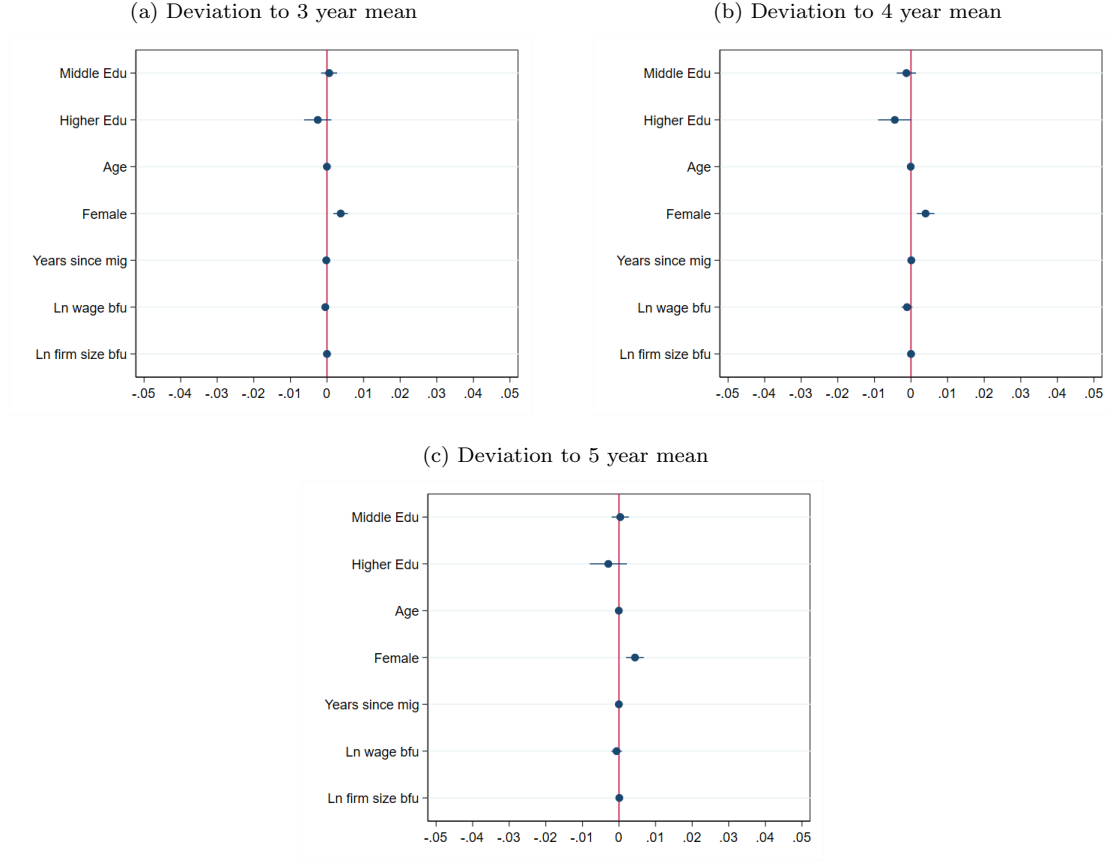 (a) Deviation to 3 year mean
Middle Edu
Higher Edu
Age
Female
Years since mig
Ln wage bfu
Ln firm size bfu
-.05 -.04 -.03 -.02 -.01 0 .01 .02 .03 .04 .05
(b) Deviation to 4 year mean
Middle Edu
Higher Edu
Age
Female
Years since mig
Ln wage bfu
Ln firm size bfu
-.05 -.04 -.03 -.02 -.01 0 .01 .02 .03 .04 .05
(c) Deviation to 5 year mean
Middle Edu
Higher Edu
Age
Female
Years since mig
Ln wage bfu
Ln firm size bfu
-.05 -.04 -.03 -.02 -.01 0 .01 .02 .03 .04 .05